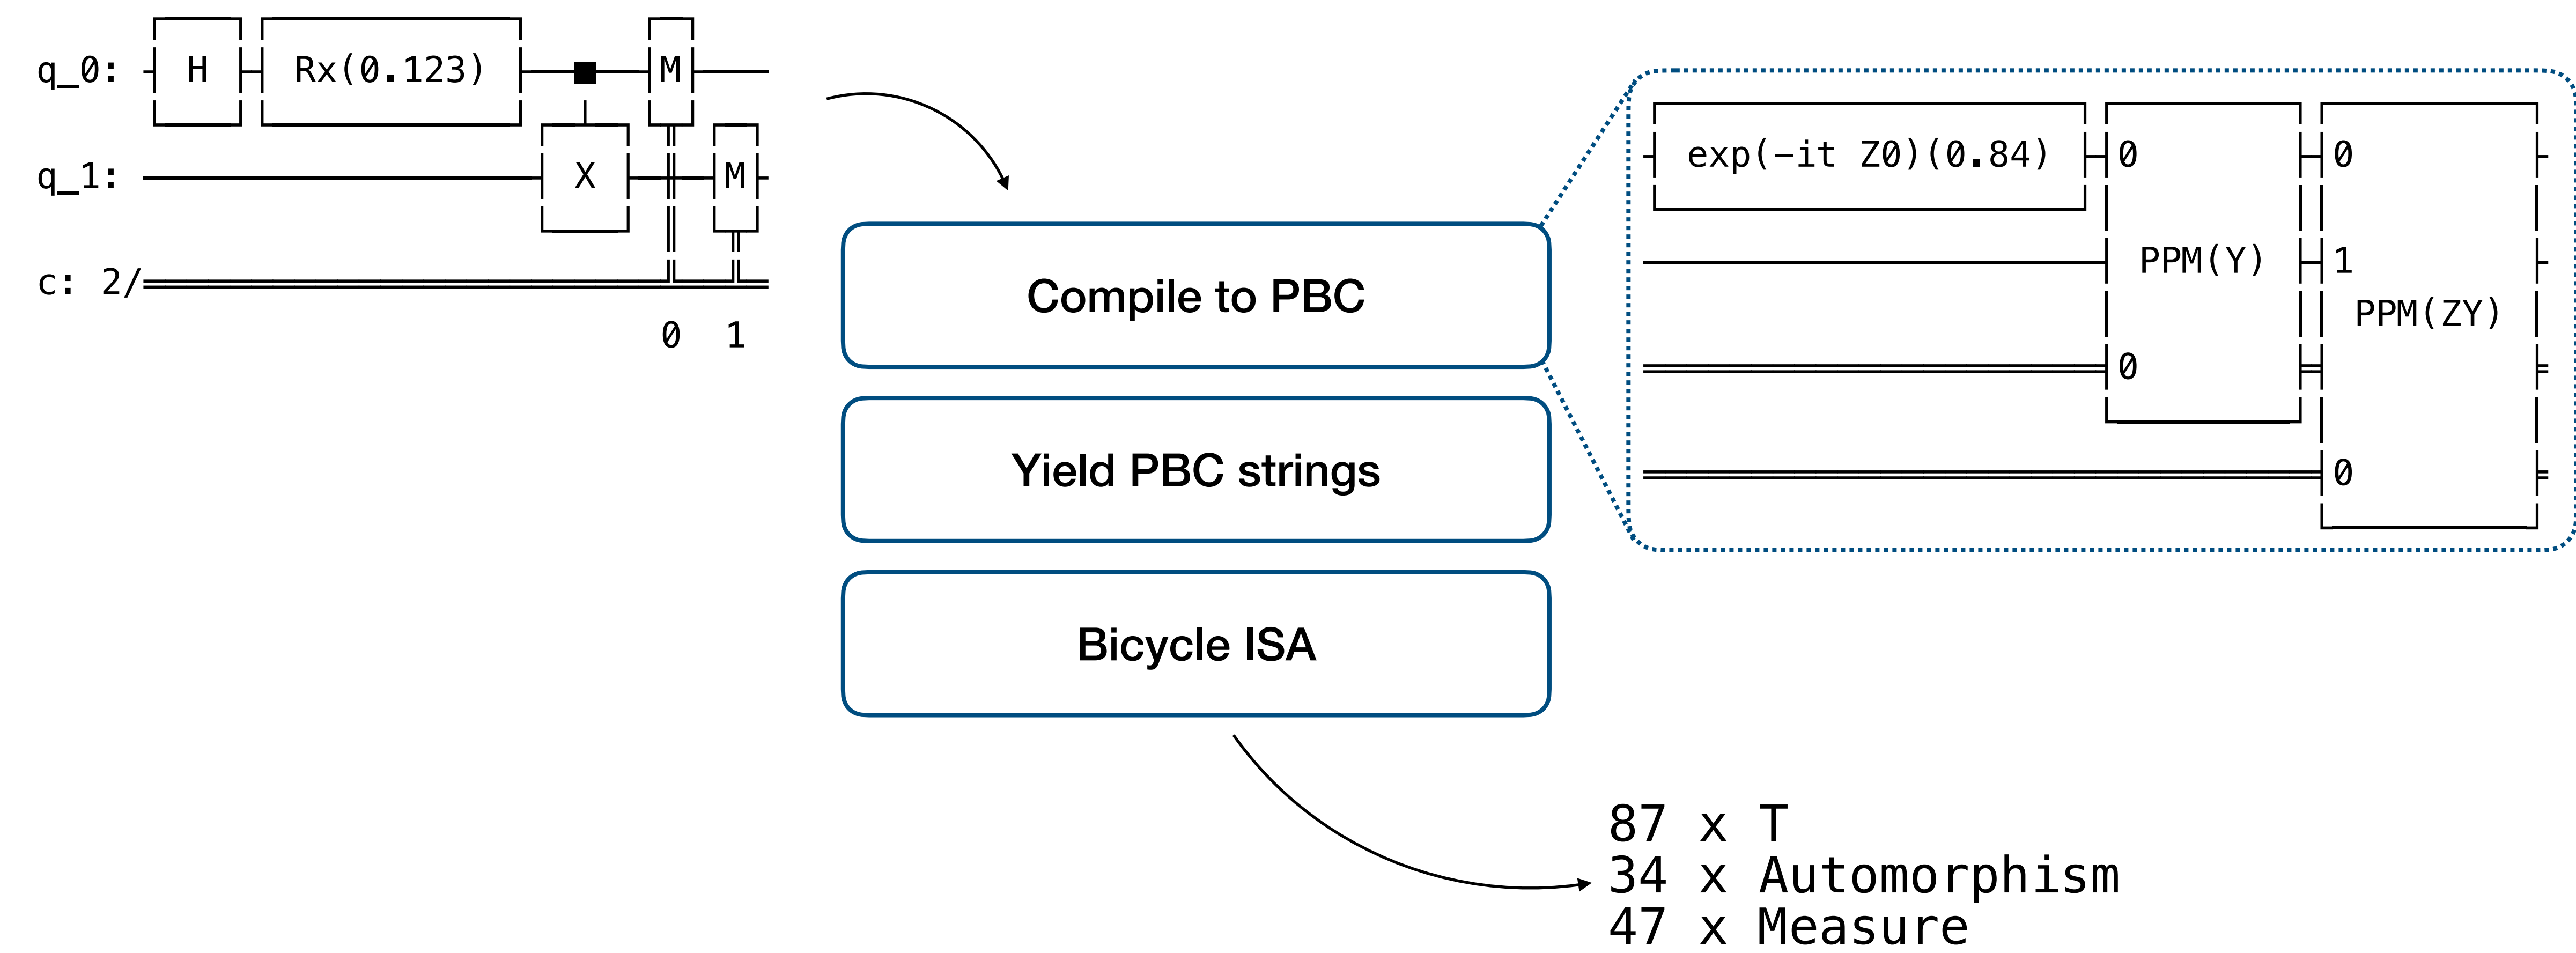 q_0: H Rx(0.123) M
q_1: X M
c: 2/
0 1
Compile to PBC
Yield PBC strings
Bicycle ISA
exp(-it Z0)(0.84) 0 0
PPM(Y) 1
PPM(ZY)
0
0
87 x T
34 x Automorphism
47 x Measure